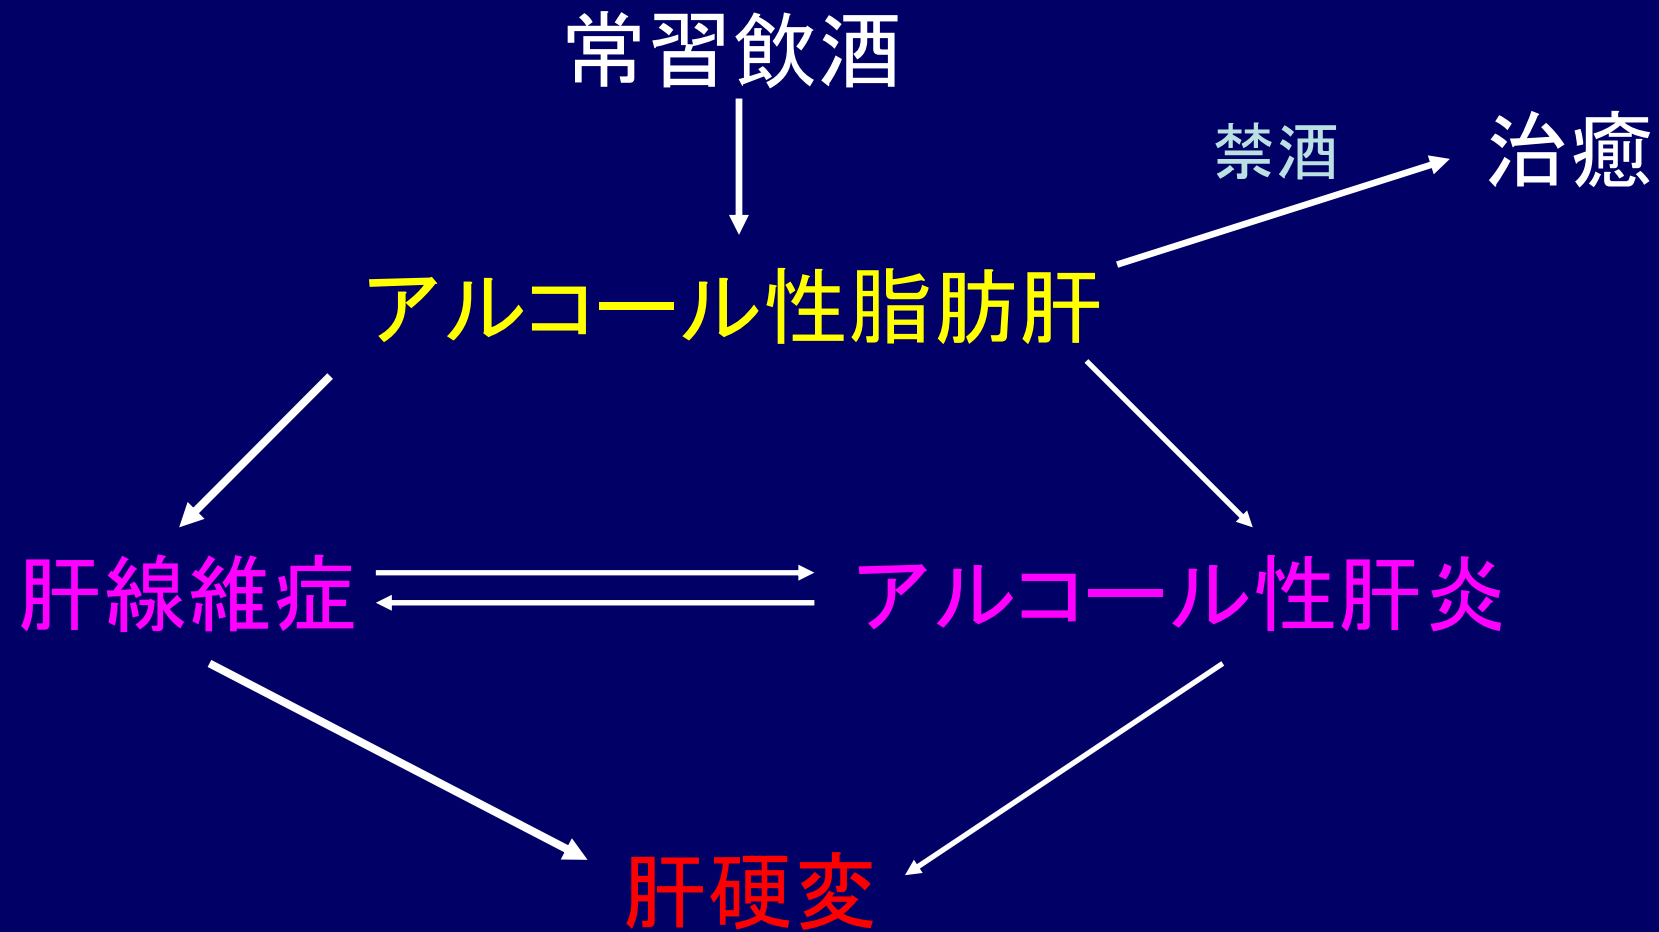 常習飲酒
禁酒
治癒
アルコール性脂肪肝
肝線維症
アルコール性肝炎
肝硬変